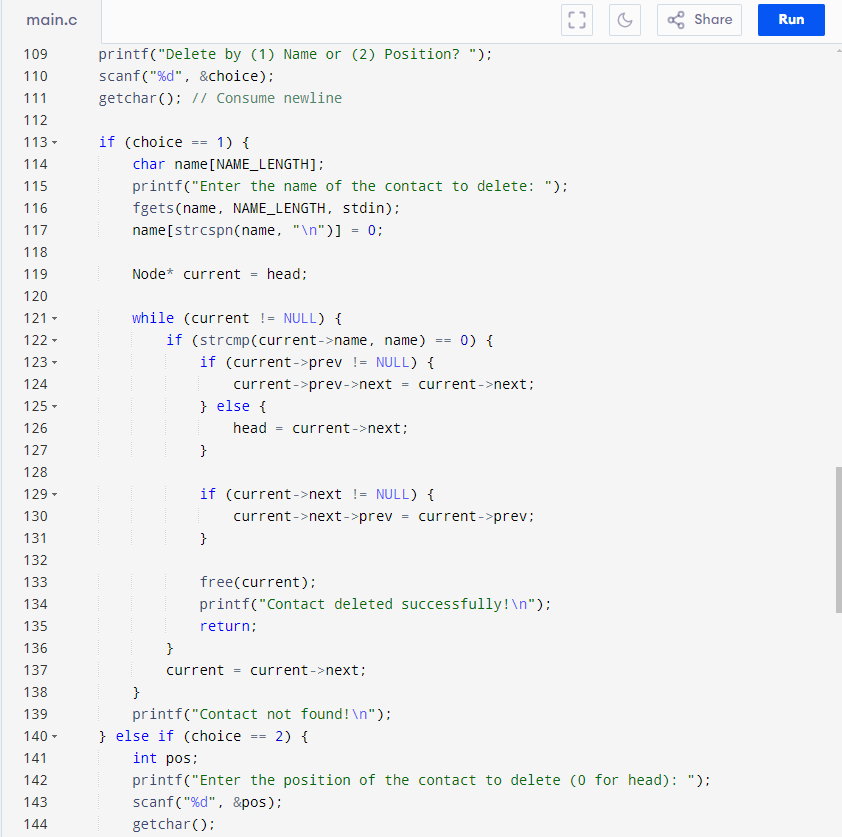 main.c
Share
Run
109 printf("Delete by (1) Name or (2) Position? ");
110 scanf("%d", &choice);
111 getchar(); // Consume newline
112
113 if (choice == 1) {
114 char name[NAME_LENGTH];
115 printf("Enter the name of the contact to delete: ");
116 fgets(name, NAME_LENGTH, stdin);
117 name[strcspn(name, "\n")] = 0;
118
119 Node* current = head;
120
121 while (current != NULL) {
122 if (strcmp(current->name, name) == 0) {
123 if (current->prev != NULL) {
124 current->prev->next = current->next;
125 } else {
126 head = current->next;
127 }
128
129 if (current->next != NULL) {
130 current->next->prev = current->prev;
131 }
132
133 free(current);
134 printf("Contact deleted successfully!\n");
135 return;
136 }
137 current = current->next;
138 }
139 printf("Contact not found!\n");
140 } else if (choice == 2) {
141 int pos;
142 printf("Enter the position of the contact to delete (0 for head): ");
143 scanf("%d", &pos);
144 getchar();